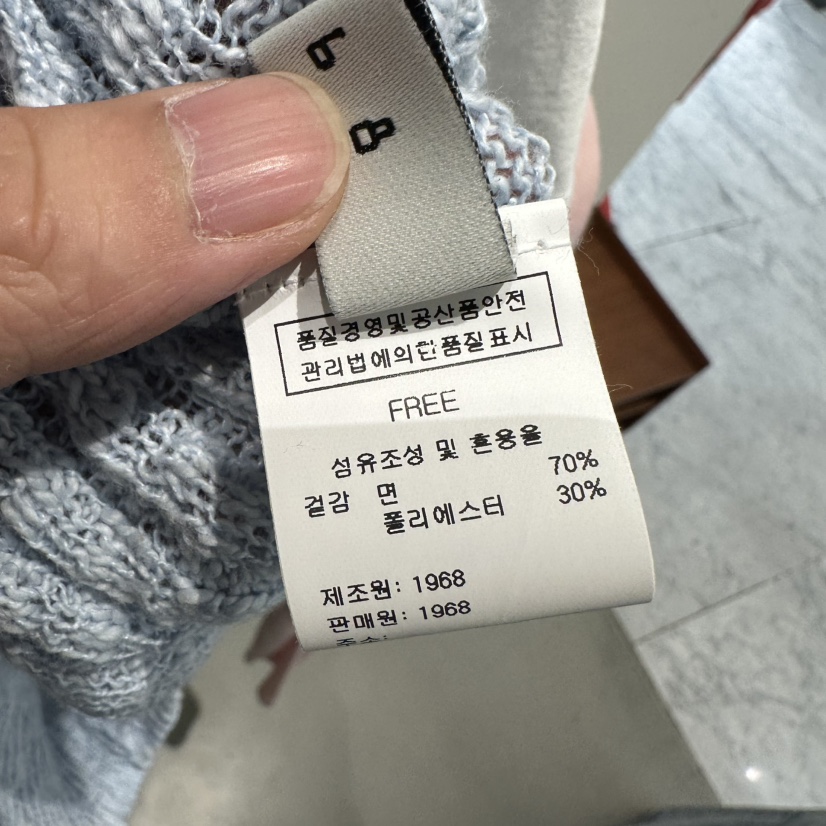 품질경영및공산품안전
관리법에의한품질표시
FREE
섬유조성 및 혼용율
겉감 면 70%
폴리에스터 30%
제조원: 1968
판매원: 1968
주소: